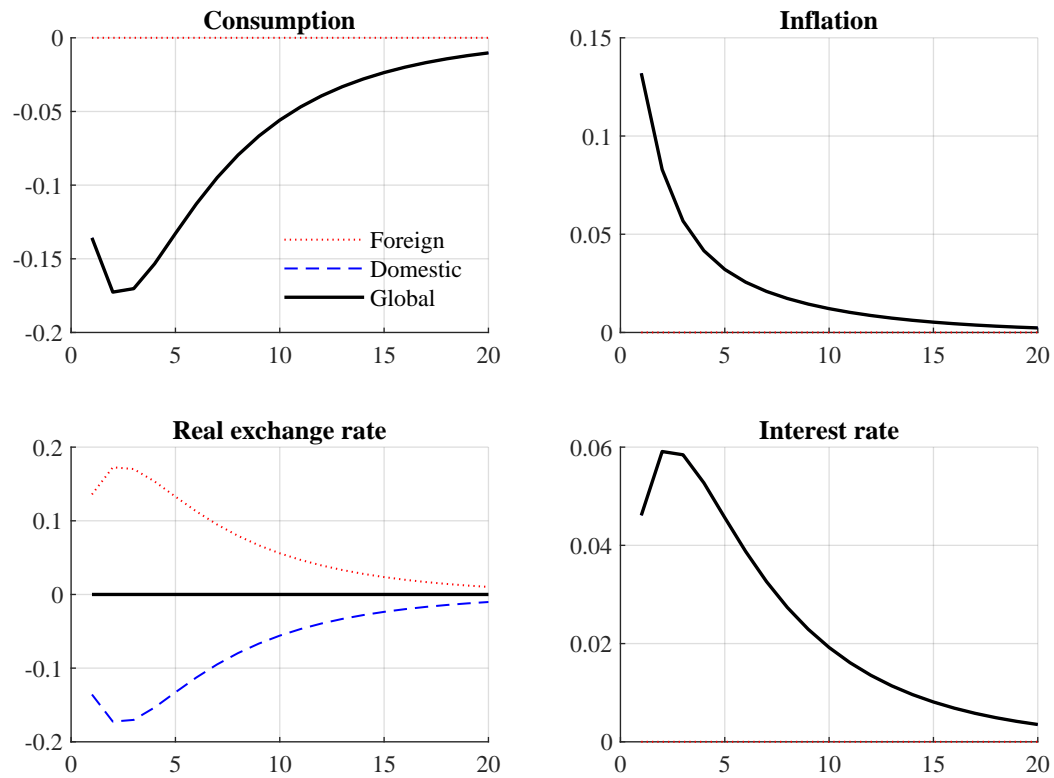 Consumption
0
-0.05
-0.1
-0.15
-0.2
0 5 10 15 20
Foreign
Domestic
Global
Inflation
0.15
0.1
0.05
0
0 5 10 15 20
Real exchange rate
0.2
0.1
0
-0.1
-0.2
0 5 10 15 20
Interest rate
0.06
0.04
0.02
0
0 5 10 15 20